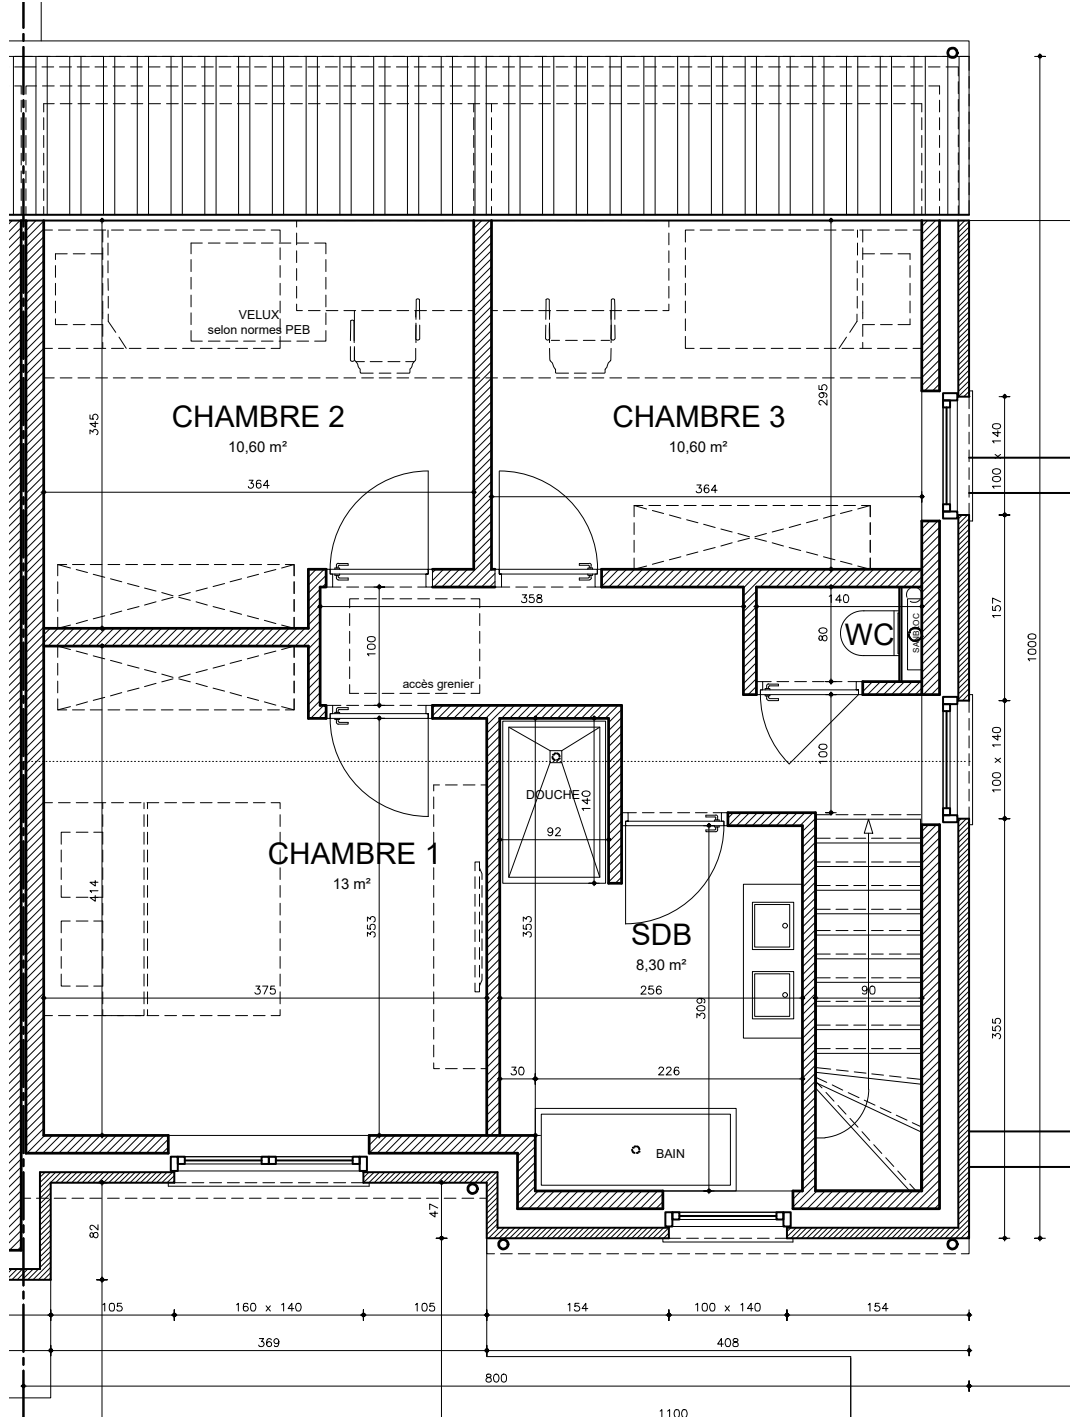 VELUX
selon normes PEB
CHAMBRE 2
10,60 m²
CHAMBRE 3
10,60 m²
345
295
364
364
100 x 140
358
140
WC
80
SANIBLOC
157
1000
100
accès grenier
100
100 x 140
DOUCHE
140
92
CHAMBRE 1
13 m²
414
353
353
SDB
8,30 m²
375
256
309
90
355
30
226
BAIN
82
47
105
160 x 140
105
154
100 x 140
154
369
408
800
1100